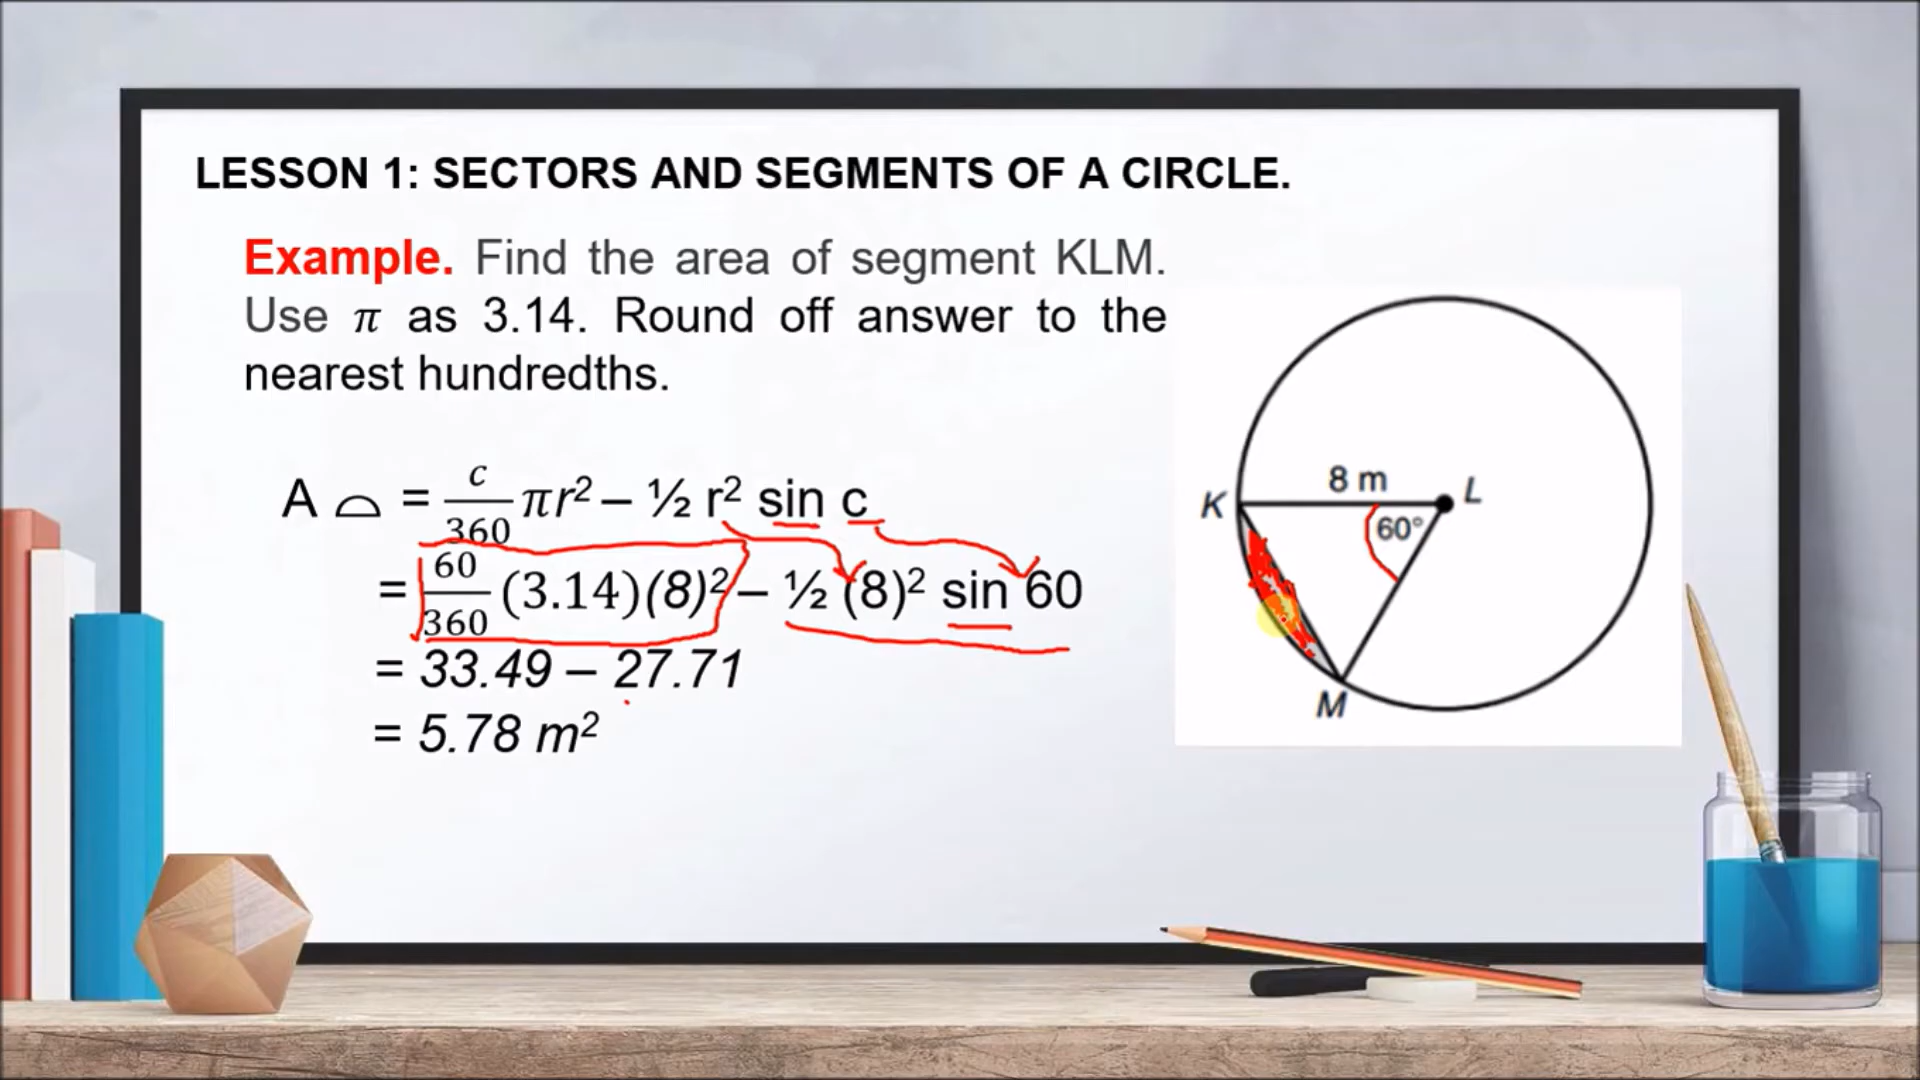 LESSON 1: SECTORS AND SEGMENTS OF A CIRCLE.
Example. Find the area of segment KLM.
Use π as 3.14. Round off answer to the
nearest hundredths.
A ⌓ = c/360 πr² – ½ r² sin c
= 60/360 (3.14)(8)² – ½ (8)² sin 60
= 33.49 – 27.71
= 5.78 m²
8 m
K
L
60°
M